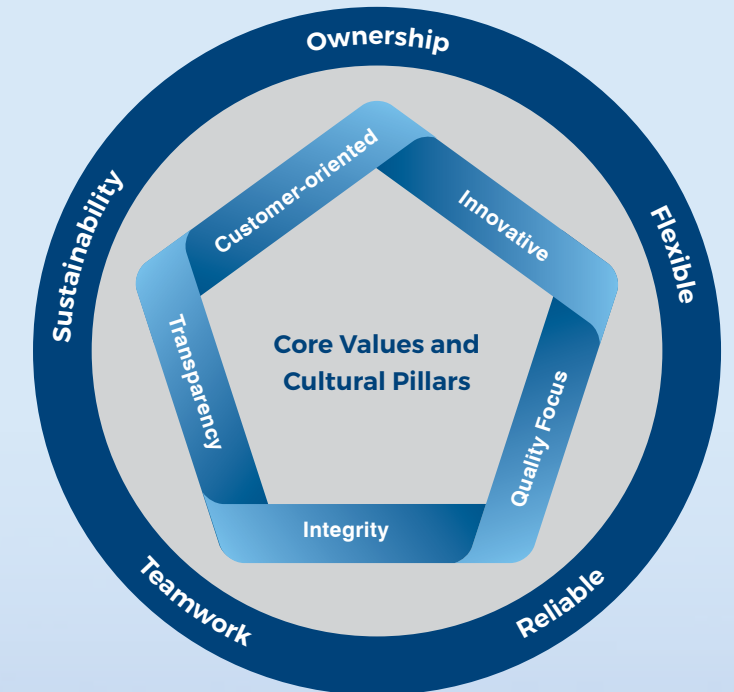 Ownership
Flexible
Reliable
Teamwork
Sustainability
Customer-oriented
Innovative
Quality Focus
Integrity
Transparency
Core Values and
Cultural Pillars